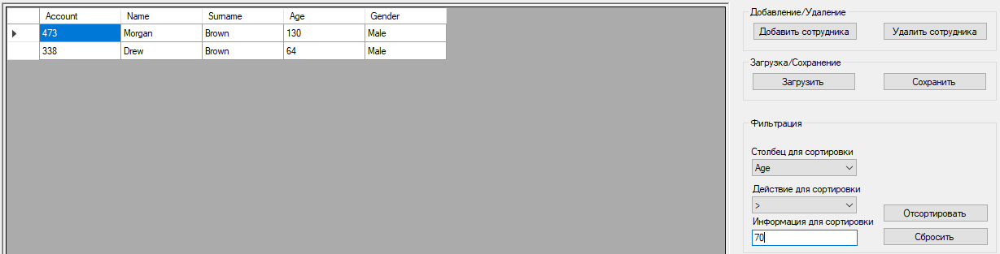 Account Name Surname Age Gender
473 Morgan Brown 130 Male
338 Drew Brown 64 Male
Добавление/Удаление
Добавить сотрудника Удалить сотрудника
Загрузка/Сохранение
Загрузить Сохранить
Фильтрация
Столбец для сортировки
Age
Действие для сортировки
>
Отсортировать
Информация для сортировки
70
Сбросить